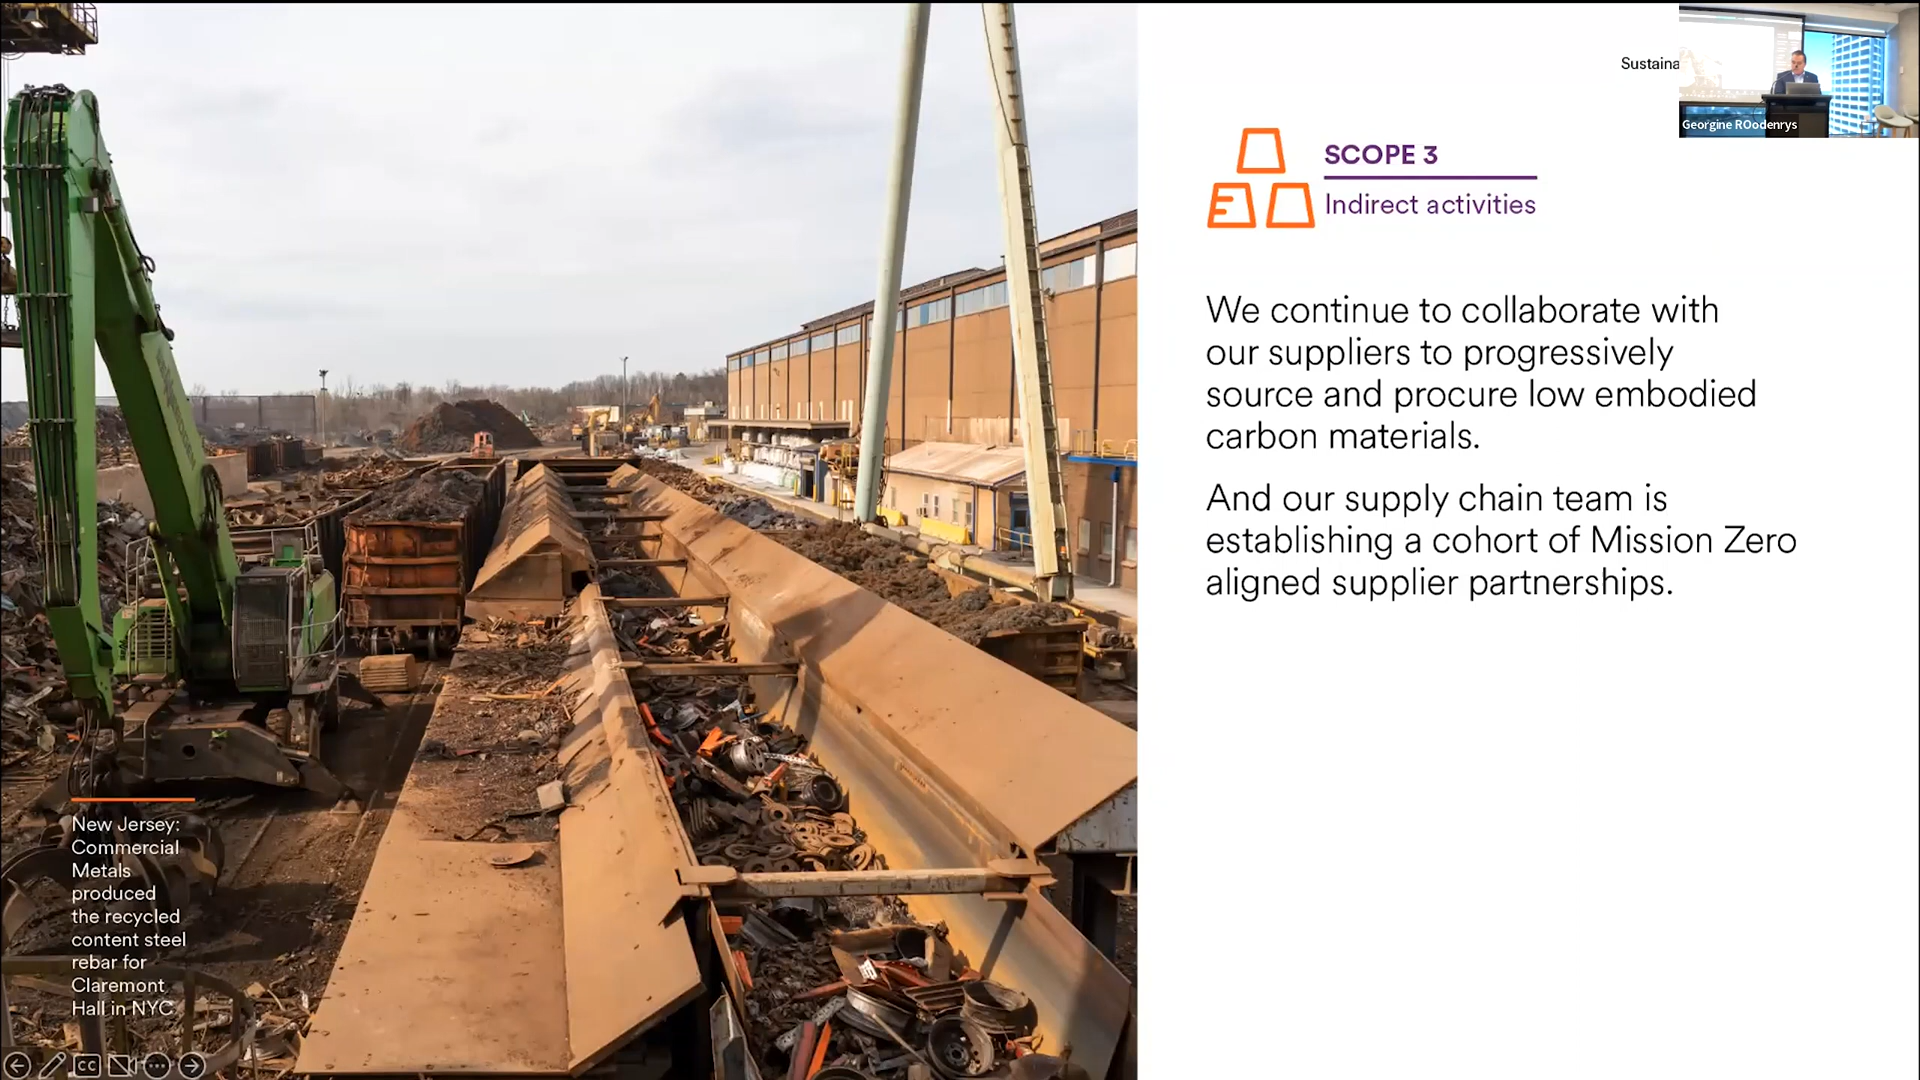 Sustaina
Georgine ROodenrys
SCOPE 3
Indirect activities
We continue to collaborate with
our suppliers to progressively
source and procure low embodied
carbon materials.
And our supply chain team is
establishing a cohort of Mission Zero
aligned supplier partnerships.
New Jersey:
Commercial
Metals
produced
the recycled
content steel
rebar for
Claremont
Hall in NYC
CC